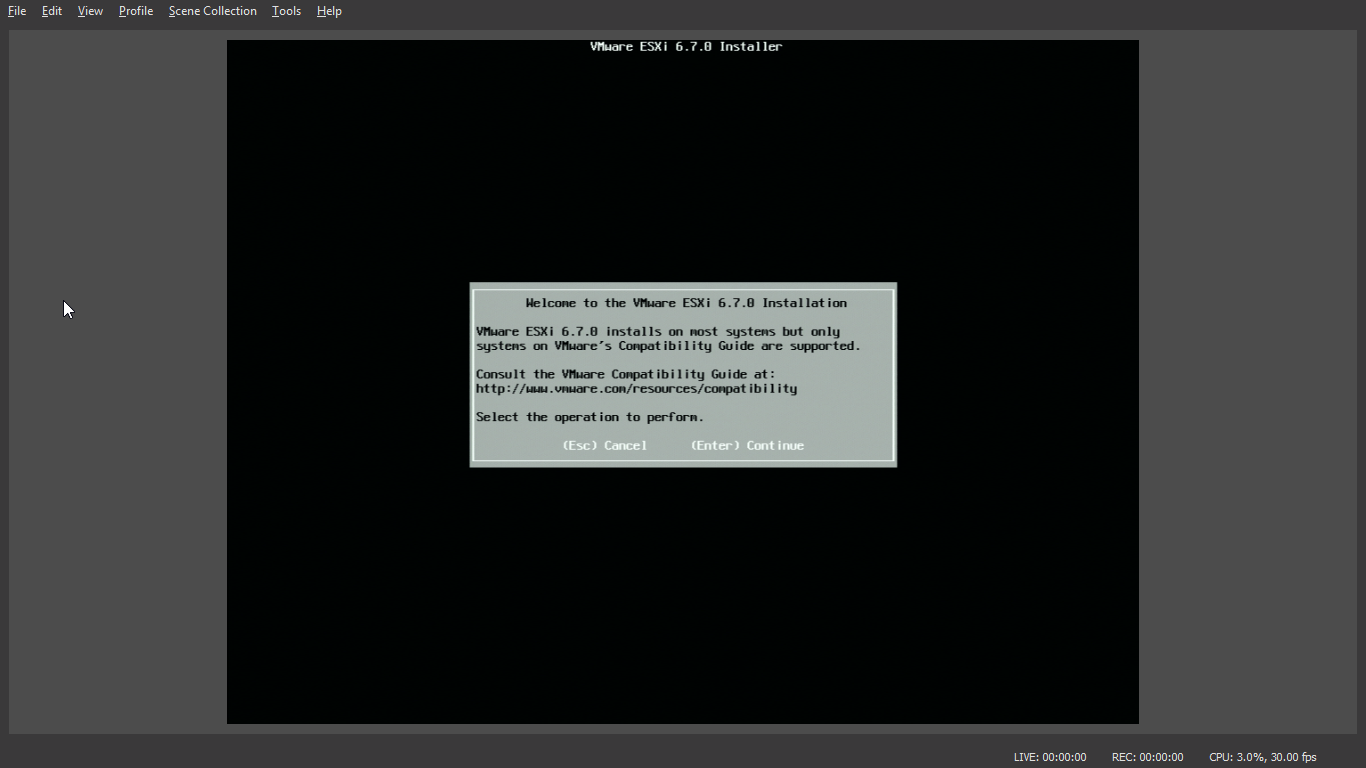 File Edit View Profile Scene Collection Tools Help
VMware ESXi 6.7.0 Installer
Welcome to the VMware ESXi 6.7.0 Installation
VMware ESXi 6.7.0 installs on most systems but only
systems on VMware's Compatibility Guide are supported.
Consult the VMware Compatibility Guide at:
http://www.vmware.com/resources/compatibility
Select the operation to perform.
(Esc) Cancel (Enter) Continue
LIVE: 00:00:00 REC: 00:00:00 CPU: 3.0%, 30.00 fps